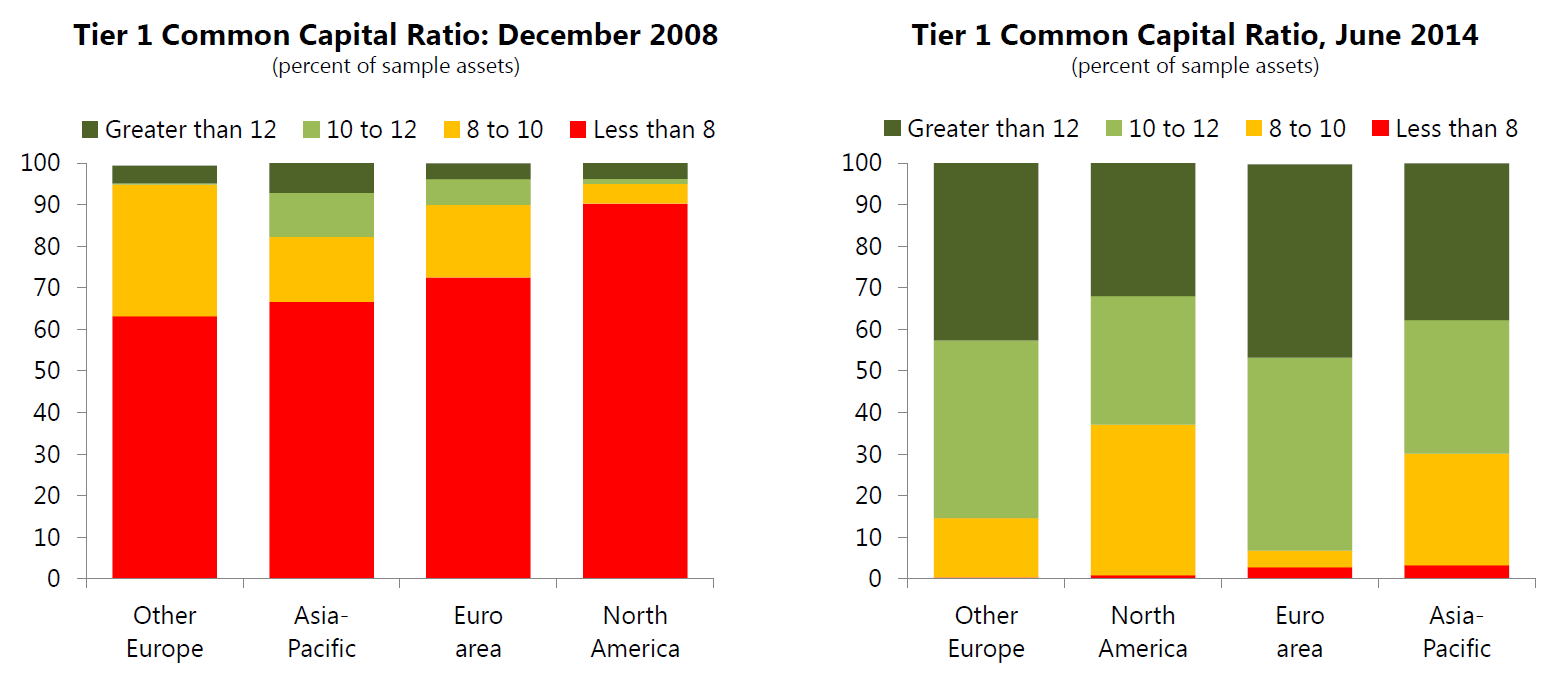 Tier 1 Common Capital Ratio: December 2008
(percent of sample assets)
Greater than 12 10 to 12 8 to 10 Less than 8
100
90
80
70
60
50
40
30
20
10
0
Other Asia- Euro North
Europe Pacific area America
Tier 1 Common Capital Ratio, June 2014
(percent of sample assets)
Greater than 12 10 to 12 8 to 10 Less than 8
100
90
80
70
60
50
40
30
20
10
0
Other North Euro Asia-
Europe America area Pacific